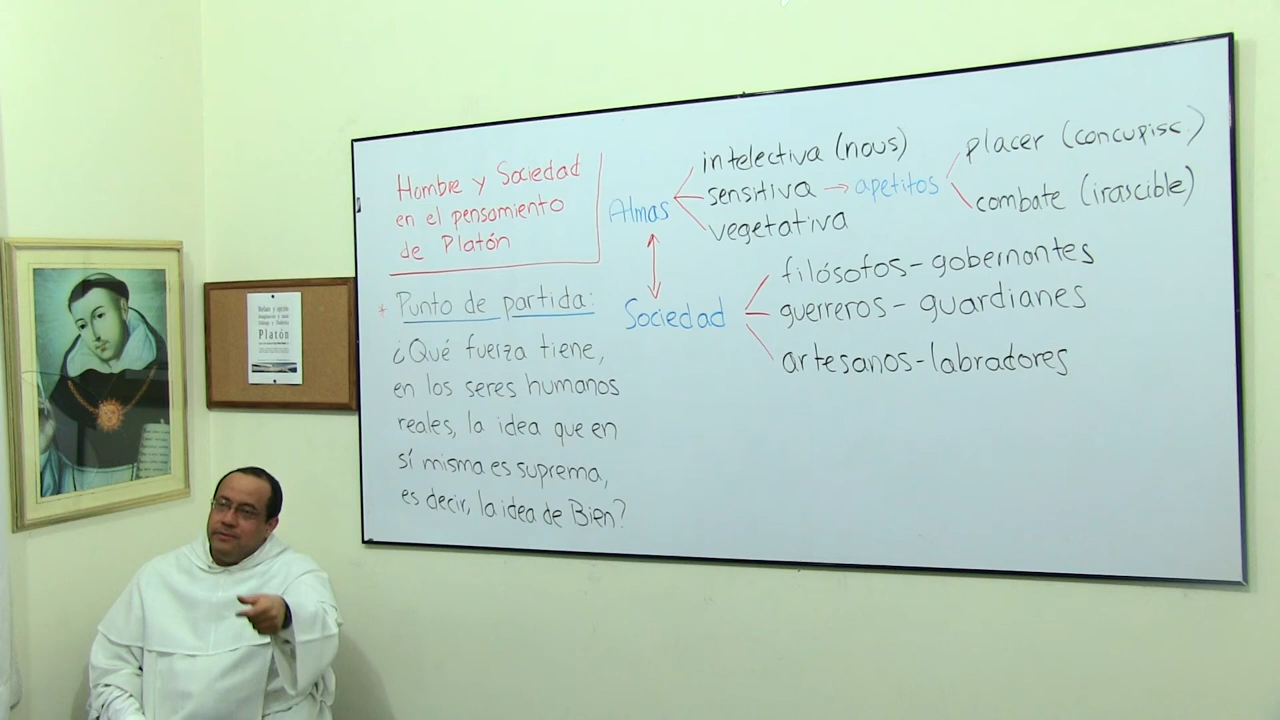 Hombre y Sociedad
en el pensamiento
de Platón
* Punto de partida:
¿Qué fuerza tiene,
en los seres humanos
reales, la idea que en
sí misma es suprema,
es decir, la idea de Bien?
Almas
intelectiva (nous)
sensitiva → apetitos
vegetativa
placer (concupisc.)
combate (irascible)
Sociedad
filósofos - gobernantes
guerreros - guardianes
artesanos - labradores
Platón